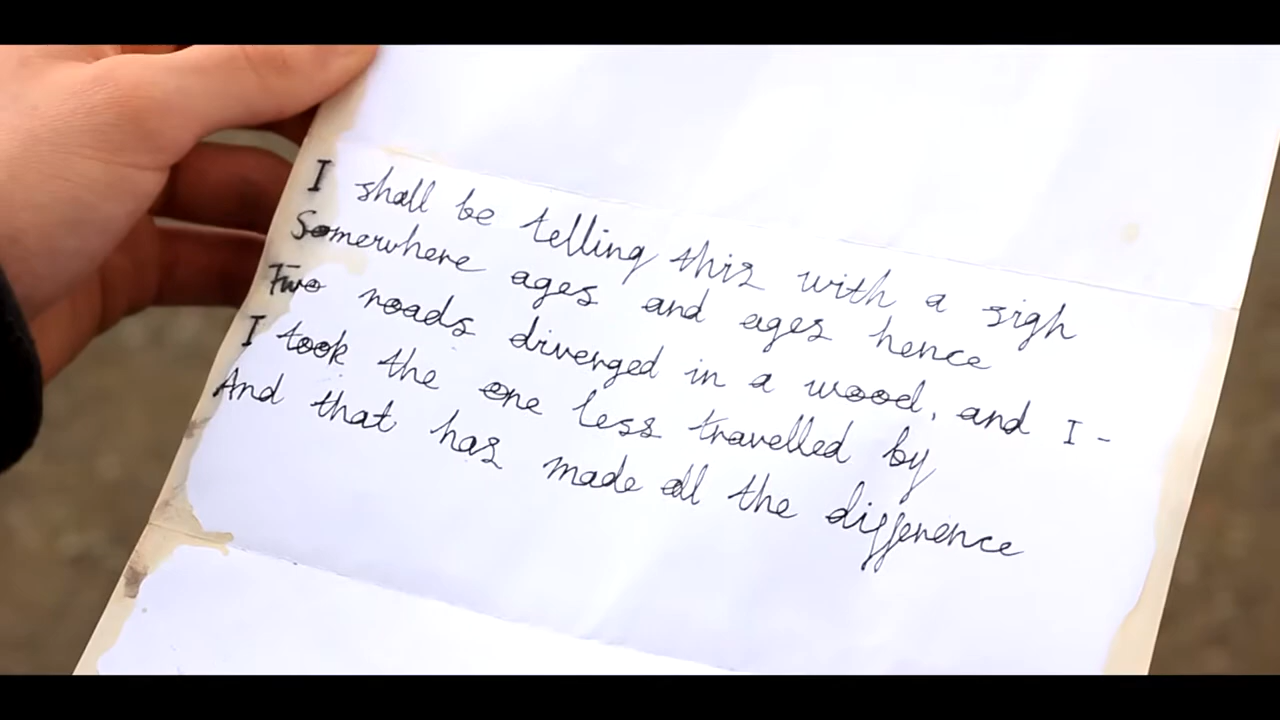 I shall be telling this with a sigh
Somewhere ages and ages hence
Two roads diverged in a wood, and I -
I took the one less travelled by
And that has made all the difference